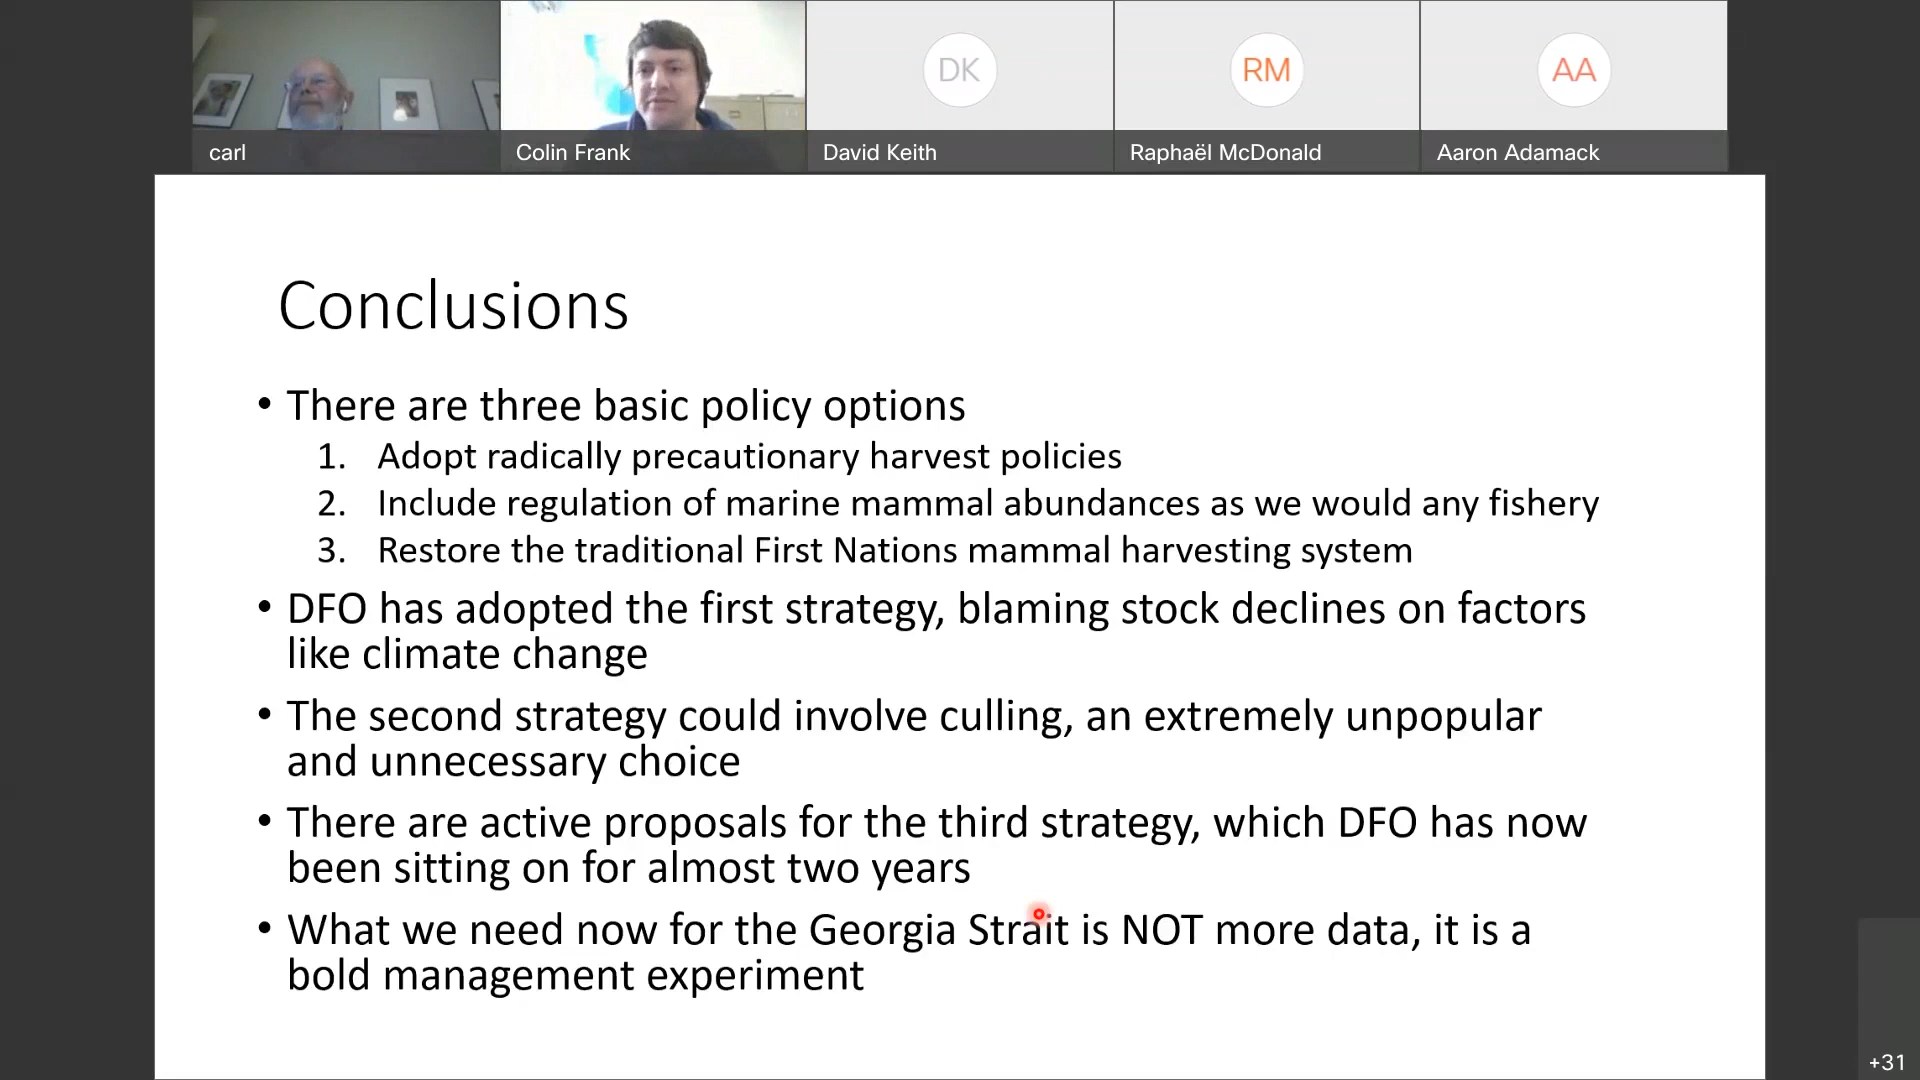 DK
RM
AA
carl
Colin Frank
David Keith
Raphaël McDonald
Aaron Adamack
Conclusions
• There are three basic policy options
1. Adopt radically precautionary harvest policies
2. Include regulation of marine mammal abundances as we would any fishery
3. Restore the traditional First Nations mammal harvesting system
• DFO has adopted the first strategy, blaming stock declines on factors
like climate change
• The second strategy could involve culling, an extremely unpopular
and unnecessary choice
• There are active proposals for the third strategy, which DFO has now
been sitting on for almost two years
• What we need now for the Georgia Strait is NOT more data, it is a
bold management experiment
+31